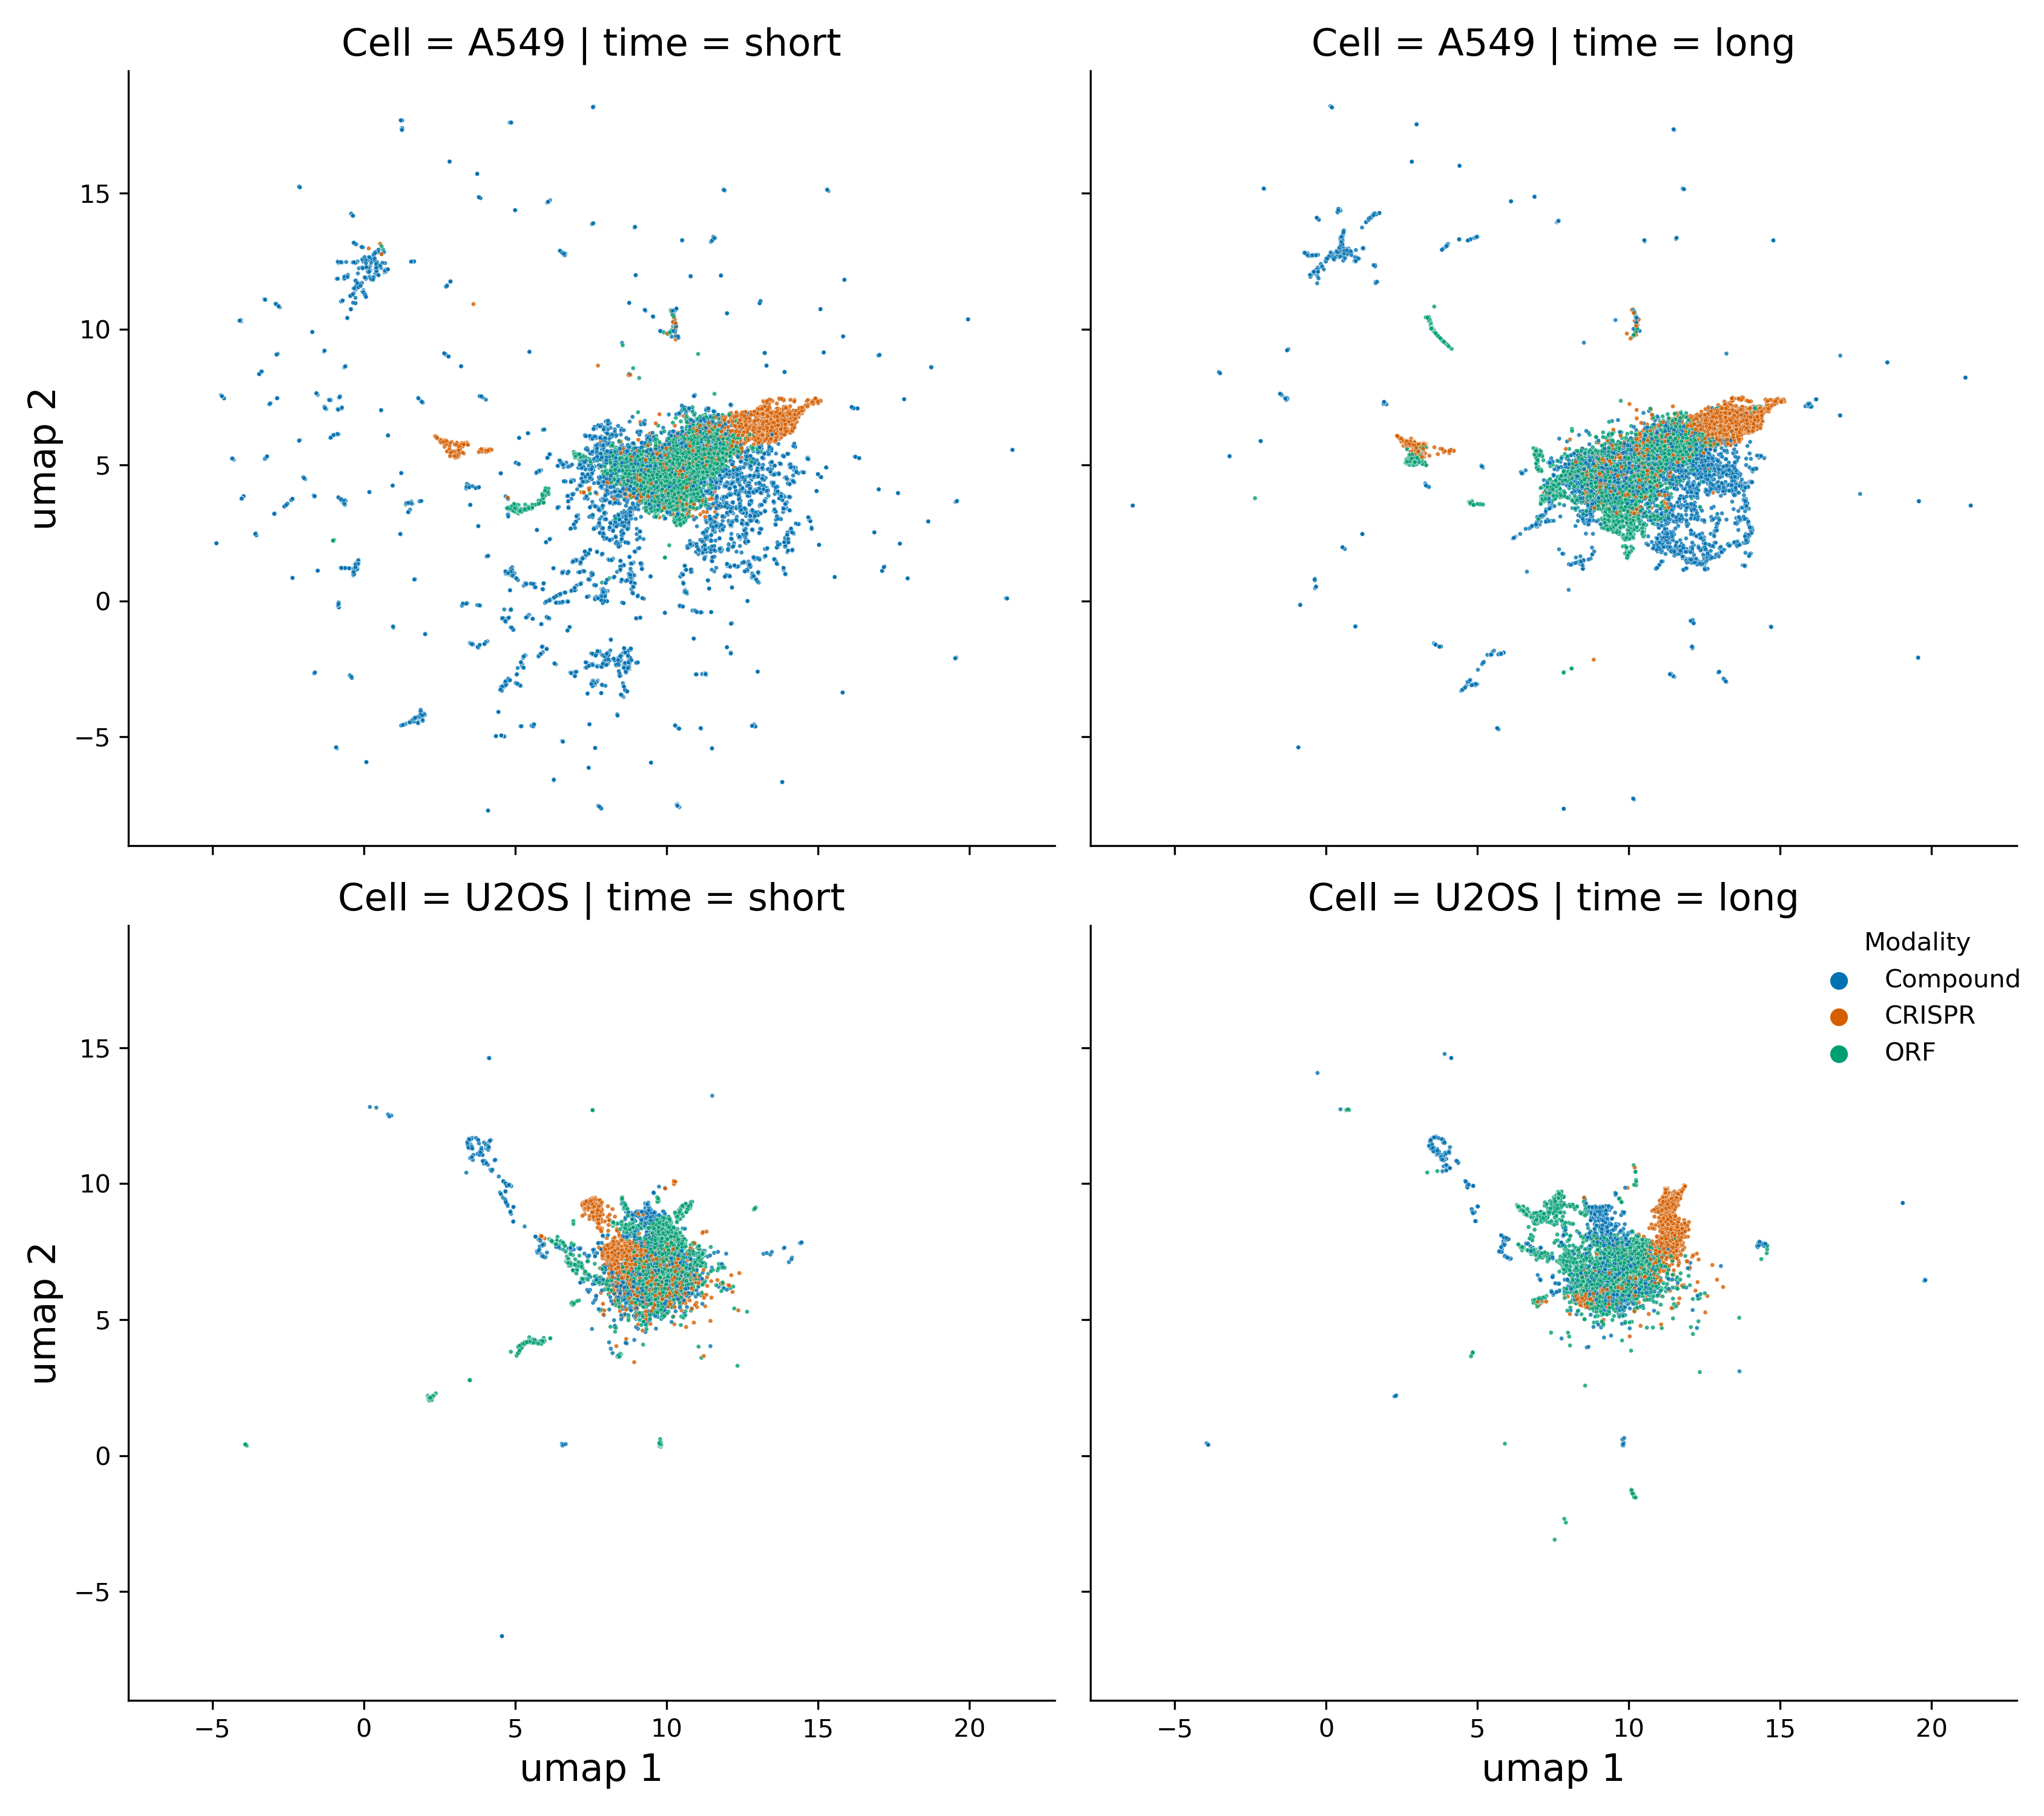 Cell = A549 | time = short
Cell = A549 | time = long
umap 2
15
10
5
0
−5
Cell = U2OS | time = short
Cell = U2OS | time = long
Modality
Compound
CRISPR
ORF
umap 2
15
10
5
0
−5
−5 0 5 10 15 20
−5 0 5 10 15 20
umap 1
umap 1